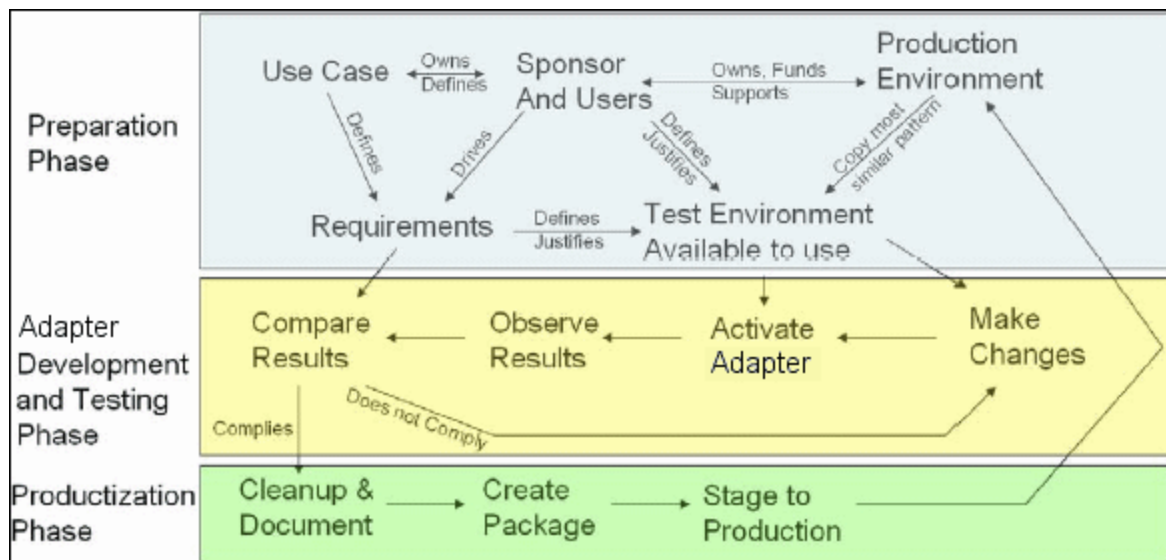 Preparation
Phase
Use Case
Owns
Defines
Sponsor
And Users
Owns, Funds
Supports
Production
Environment
Defines
Drives
Defines
Justifies
Copy most
similar pattern
Requirements
Defines
Justifies
Test Environment
Available to use
Adapter
Development
and Testing
Phase
Compare
Results
Observe
Results
Activate
Adapter
Make
Changes
Complies
Does not Comply
Productization
Phase
Cleanup &
Document
Create
Package
Stage to
Production